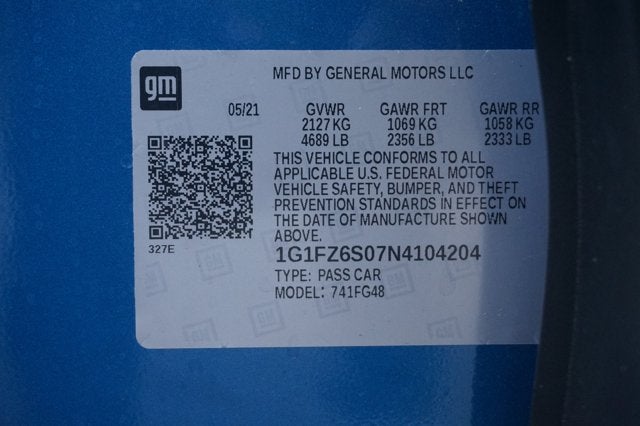 gm
MFD BY GENERAL MOTORS LLC
05/21 GVWR GAWR FRT GAWR RR
2127 KG 1069 KG 1058 KG
4689 LB 2356 LB 2333 LB
THIS VEHICLE CONFORMS TO ALL
APPLICABLE U.S. FEDERAL MOTOR
VEHICLE SAFETY, BUMPER, AND THEFT
PREVENTION STANDARDS IN EFFECT ON
THE DATE OF MANUFACTURE SHOWN
ABOVE.
327E
1G1FZ6S07N4104204
TYPE: PASS CAR
MODEL: 741FG48